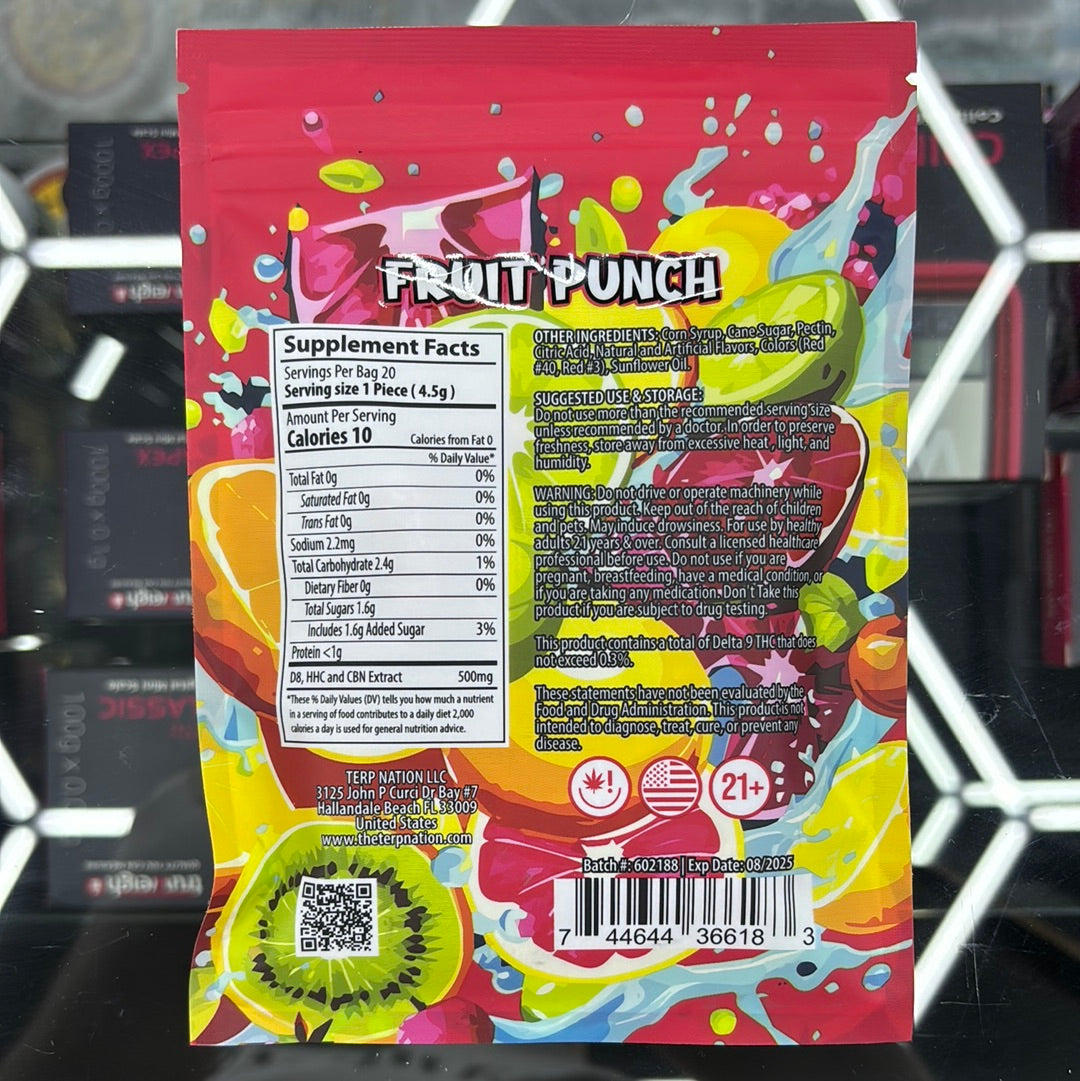 FRUIT PUNCH
Supplement Facts
Servings Per Bag 20
Serving size 1 Piece ( 4.5g )
Amount Per Serving
Calories 10 Calories from Fat 0
% Daily Value*
Total Fat 0g 0%
Saturated Fat 0g 0%
Trans Fat 0g 0%
Sodium 2.2mg 0%
Total Carbohydrate 2.4g 1%
Dietary Fiber 0g 0%
Total Sugars 1.6g
Includes 1.6g Added Sugar 3%
Protein <1g
D8, HHC and CBN Extract 500mg
*These % Daily Values (DV) tells you how much a nutrient
in a serving of food contributes to a daily diet 2,000
calories a day is used for general nutrition advice.
OTHER INGREDIENTS: Corn Syrup, Cane Sugar, Pectin,
Citric Acid, Natural and Artificial Flavors, Colors (Red
#40, Red #3), Sunflower Oil.
SUGGESTED USE & STORAGE:
Do not use more than the recommended serving size
unless recommended by a doctor. In order to preserve
freshness, store away from excessive heat , light, and
humidity.
WARNING: Do not drive or operate machinery while
using this product. Keep out of the reach of children
and pets. May induce drowsiness. For use by healthy
adults 21 years & over. Consult a licensed healthcare
professional before use. Do not use if you are
pregnant, breastfeeding, have a medical condition, or
if you are taking any medication. Don't Take this
product if you are subject to drug testing.
This product contains a total of Delta 9 THC that does
not exceed 0.3%.
These statements have not been evaluated by the
Food and Drug Administration. This product is not
intended to diagnose, treat, cure, or prevent any
disease.
21+
TERP NATION LLC
3125 John P Curci Dr Bay #7
Hallandale Beach FL 33009
United States
www.theterpnation.com
Batch #: 602188 | Exp Date: 08/2025
7 44644 36618 3